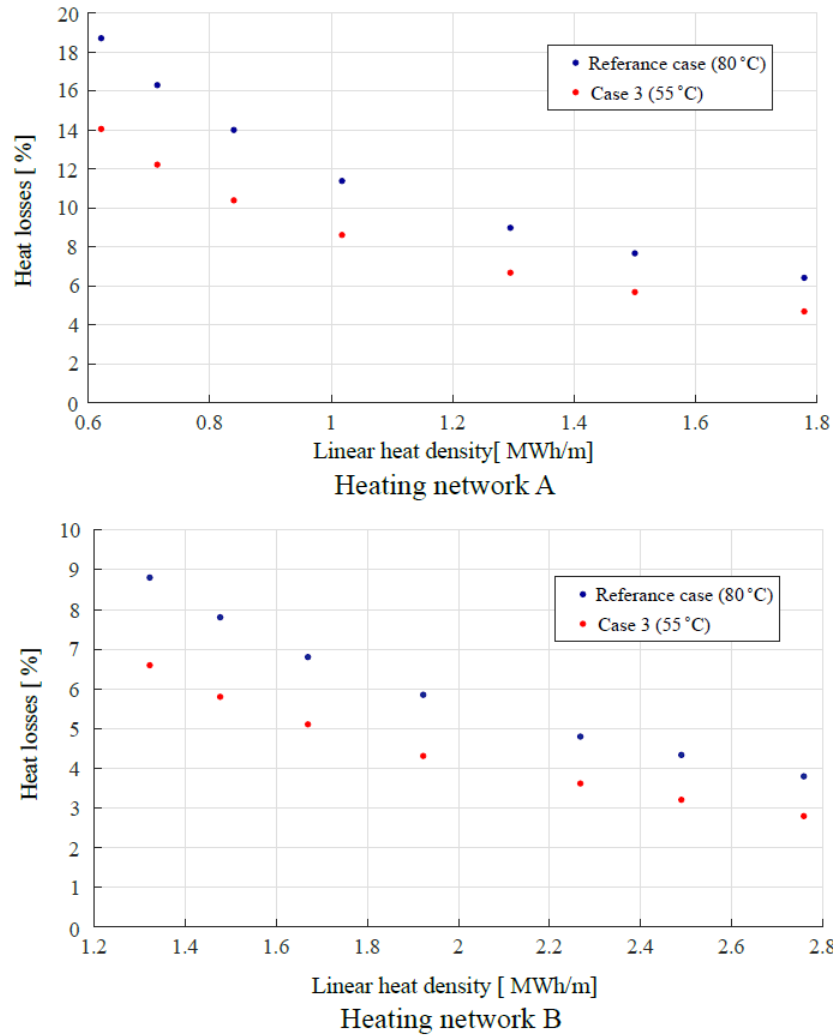 20
18
16
14
12
10
8
6
4
2
0
Heat losses [ %]
Referance case (80 °C)
Case 3 (55 °C)
0.6 0.8 1 1.2 1.4 1.6 1.8
Linear heat density[ MWh/m]
Heating network A
10
9
8
7
6
5
4
3
2
1
0
Heat losses [ %]
Referance case (80 °C)
Case 3 (55 °C)
1.2 1.4 1.6 1.8 2 2.2 2.4 2.6 2.8
Linear heat density [ MWh/m]
Heating network B